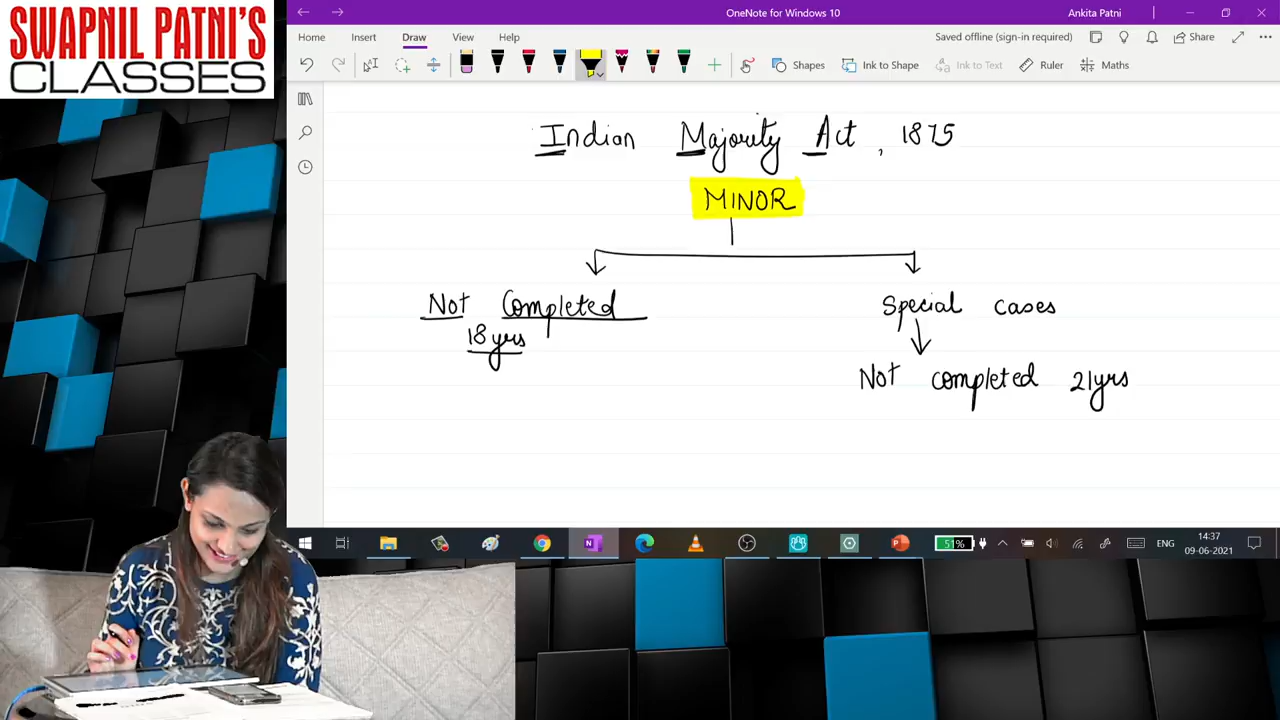 SWAPNIL PATNI'S
CLASSES
OneNote for Windows 10
Ankita Patni
Home Insert Draw View Help
Saved offline (sign-in required)
Share
Shapes
Ink to Shape
Ink to Text
Ruler
Maths
Indian Majority Act, 1875
MINOR
Not Completed
18 yrs
Special cases
Not completed 21yrs
51%
ENG
14:37
09-06-2021